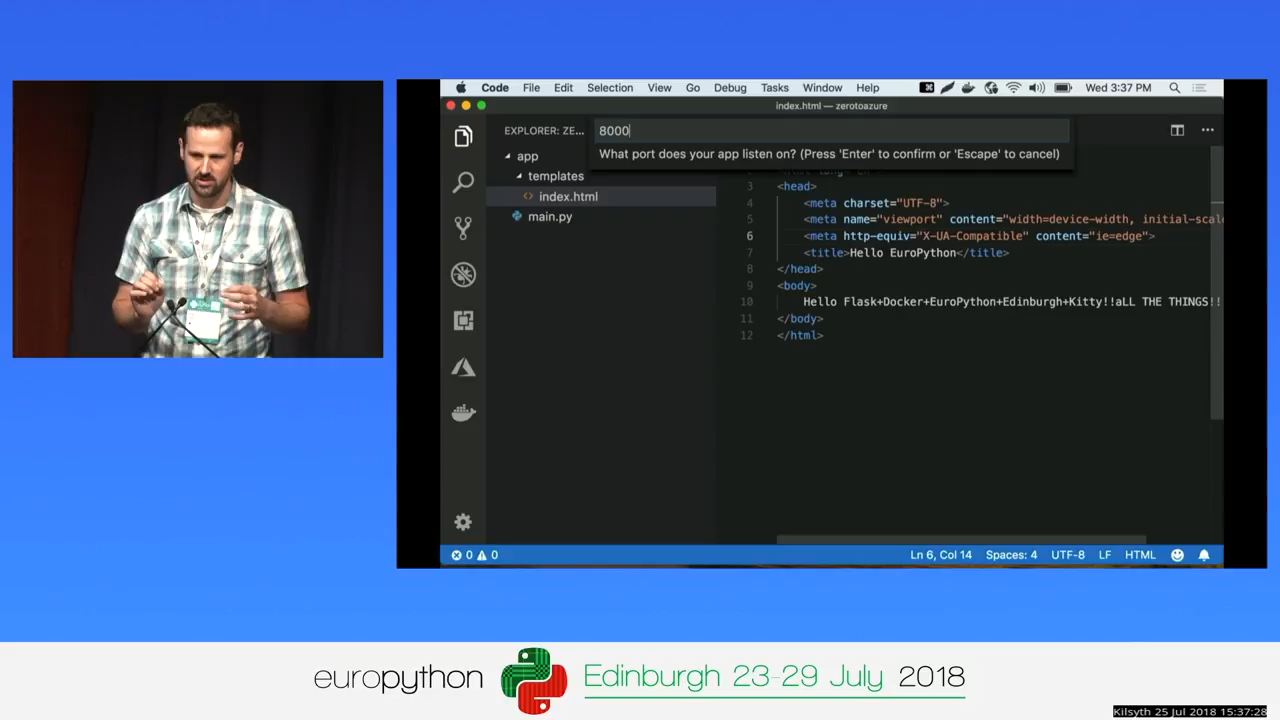 Code File Edit Selection View Go Debug Tasks Window Help Wed 3:37 PM
index.html — zerotoazure
EXPLORER: ZE...
8000
What port does your app listen on? (Press 'Enter' to confirm or 'Escape' to cancel)
app
templates
index.html
main.py
3 <head>
4 <meta charset="UTF-8">
5 <meta name="viewport" content="width=device-width, initial-scale
6 <meta http-equiv="X-UA-Compatible" content="ie=edge">
7 <title>Hello EuroPython</title>
8 </head>
9 <body>
10 Hello Flask+Docker+EuroPython+Edinburgh+Kitty!!aLL THE THINGS!!
11 </body>
12 </html>
0 0 Ln 6, Col 14 Spaces: 4 UTF-8 LF HTML
europython Edinburgh 23-29 July 2018
Kilsyth 25 Jul 2018 15:37:28